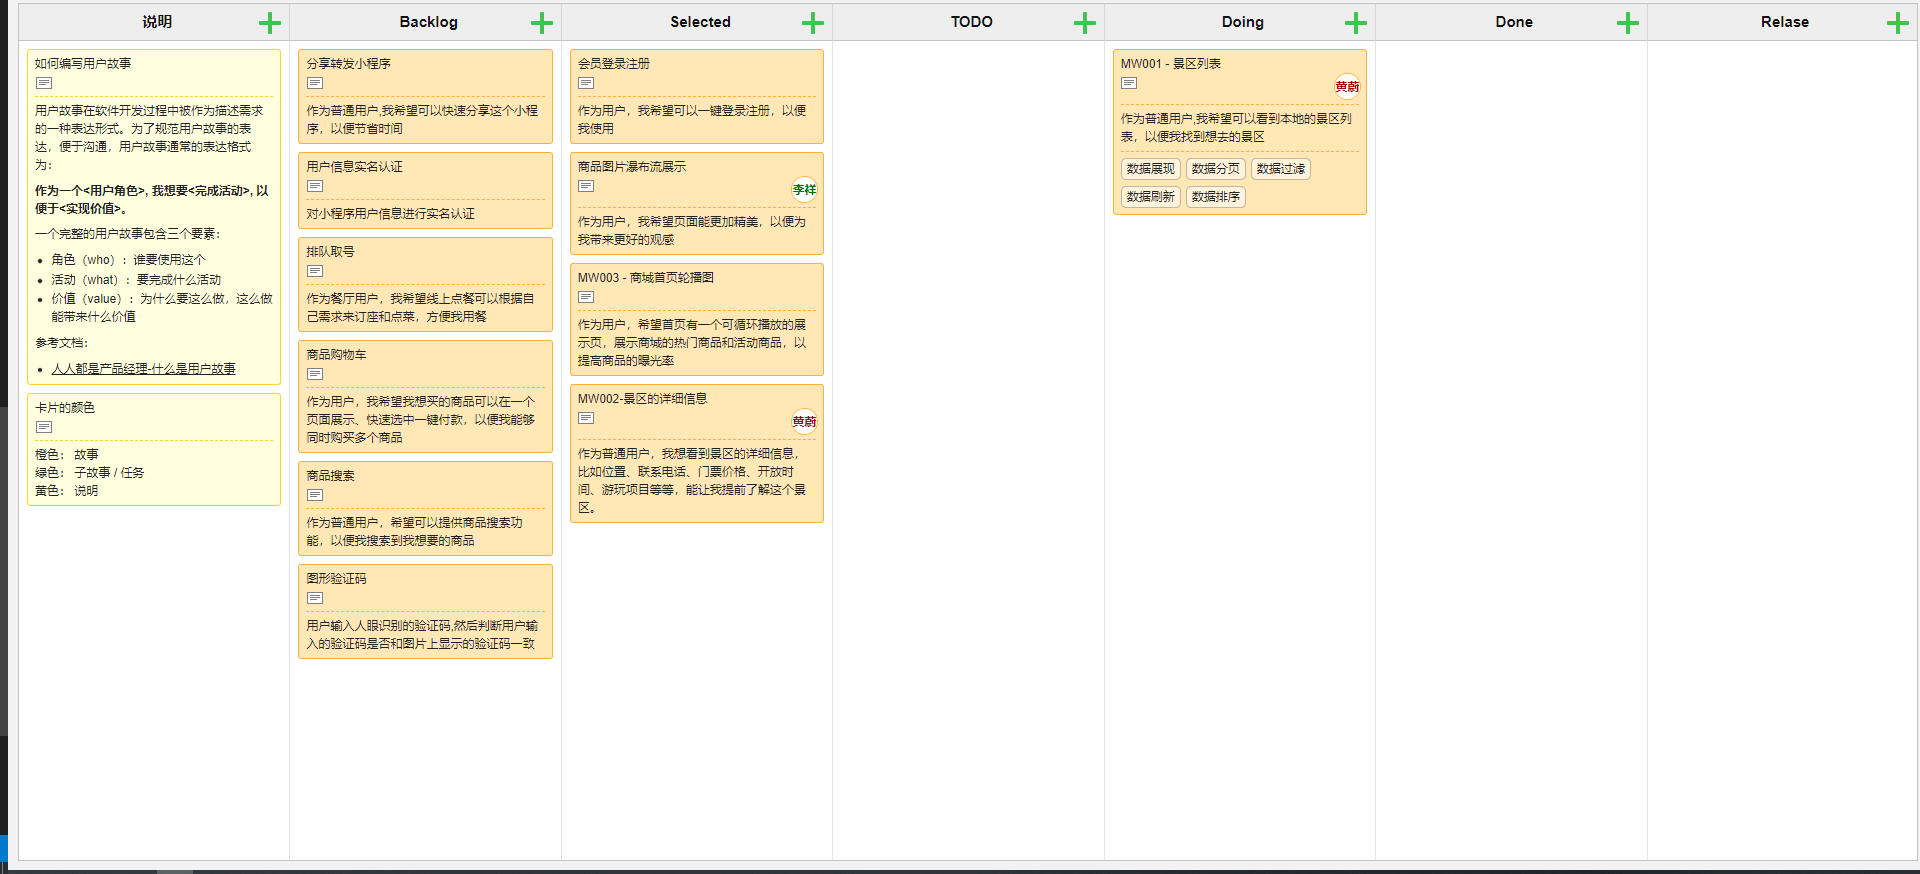 说明
如何编写用户故事
用户故事在软件开发过程中被作为描述需求
的一种表达形式。为了规范用户故事的表
达，便于沟通，用户故事通常的表达格式
为：
作为一个<用户角色>, 我想要<完成活动>, 以
便于<实现价值>。
一个完整的用户故事包含三个要素：
角色（who）：谁要使用这个
活动（what）：要完成什么活动
价值（value）：为什么要这么做，这么做
能带来什么价值
参考文档：
人人都是产品经理-什么是用户故事
卡片的颜色
橙色： 故事
绿色： 子故事 / 任务
黄色： 说明
Backlog
分享转发小程序
作为普通用户,我希望可以快速分享这个小程
序，以便节省时间
用户信息实名认证
对小程序用户信息进行实名认证
排队取号
作为餐厅用户，我希望线上点餐可以根据自
己需求来订座和点菜，方便我用餐
商品购物车
作为用户，我希望我想买的商品可以在一个
页面展示、快速选中一键付款，以便我能够
同时购买多个商品
商品搜索
作为普通用户，希望可以提供商品搜索功
能，以便我搜索到我想要的商品
图形验证码
用户输入人眼识别的验证码,然后判断用户输
入的验证码是否和图片上显示的验证码一致
Selected
会员登录注册
作为用户，我希望可以一键登录注册，以便
我使用
商品图片瀑布流展示
李祥
作为用户，我希望页面能更加精美，以便为
我带来更好的观感
MW003 - 商城首页轮播图
作为用户，希望首页有一个可循环播放的展
示页，展示商城的热门商品和活动商品，以
提高商品的曝光率
MW002-景区的详细信息
黄蔚
作为普通用户，我想看到景区的详细信息，
比如位置、联系电话、门票价格、开放时
间、游玩项目等等，能让我提前了解这个景
区。
TODO
Doing
MW001 - 景区列表
黄蔚
作为普通用户,我希望可以看到本地的景区列
表，以便我找到想去的景区
数据展现 数据分页 数据过滤
数据刷新 数据排序
Done
Relase